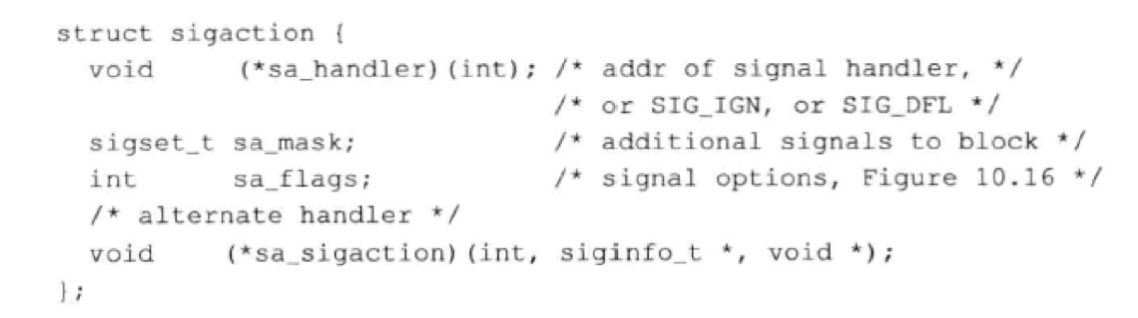 struct sigaction {
  void     (*sa_handler)(int); /* addr of signal handler, */
                               /* or SIG_IGN, or SIG_DFL */
  sigset_t sa_mask;            /* additional signals to block */
  int      sa_flags;           /* signal options, Figure 10.16 */
  /* alternate handler */
  void     (*sa_sigaction)(int, siginfo_t *, void *);
};